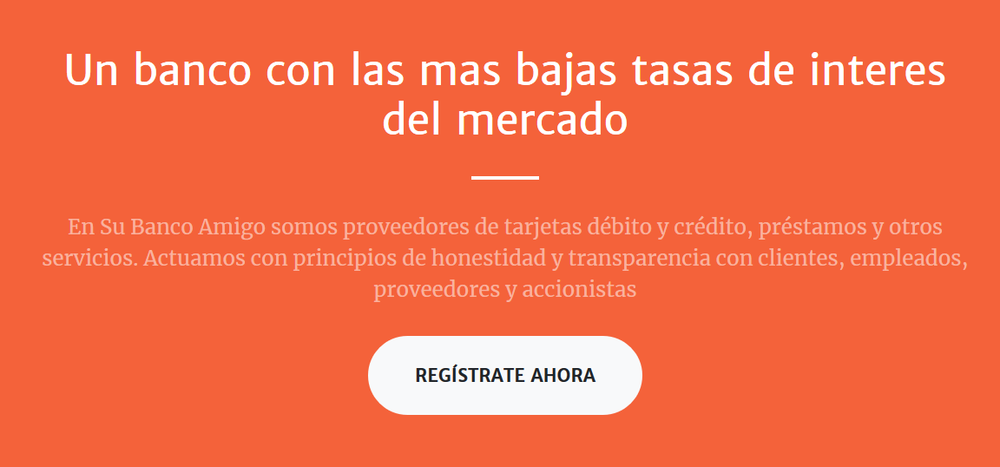 Un banco con las mas bajas tasas de interes
del mercado
En Su Banco Amigo somos proveedores de tarjetas débito y crédito, préstamos y otros
servicios. Actuamos con principios de honestidad y transparencia con clientes, empleados,
proveedores y accionistas
REGÍSTRATE AHORA